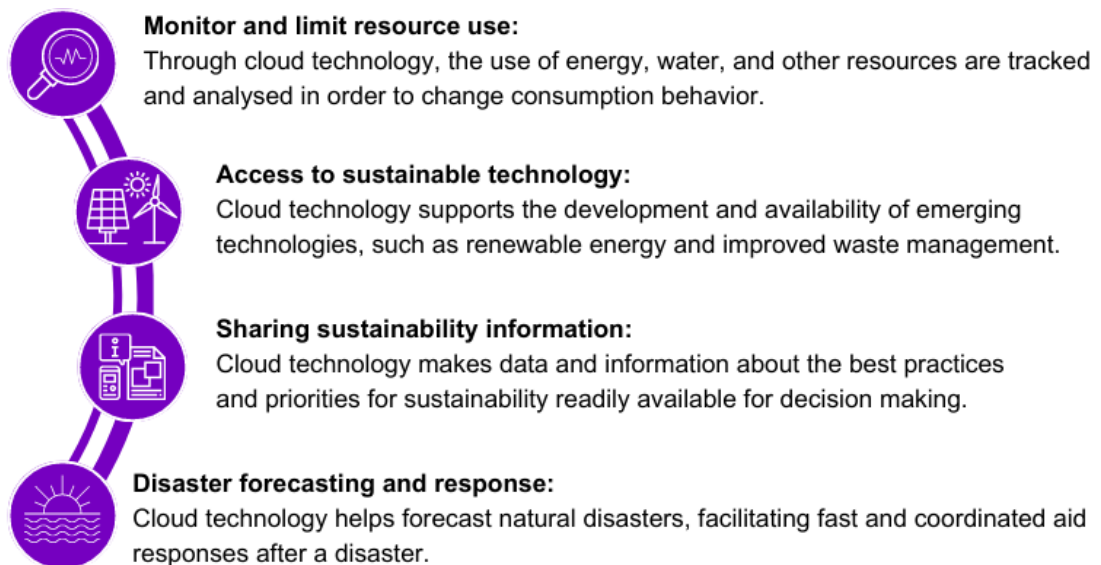 Monitor and limit resource use:
Through cloud technology, the use of energy, water, and other resources are tracked
and analysed in order to change consumption behavior.
Access to sustainable technology:
Cloud technology supports the development and availability of emerging
technologies, such as renewable energy and improved waste management.
Sharing sustainability information:
Cloud technology makes data and information about the best practices
and priorities for sustainability readily available for decision making.
Disaster forecasting and response:
Cloud technology helps forecast natural disasters, facilitating fast and coordinated aid
responses after a disaster.